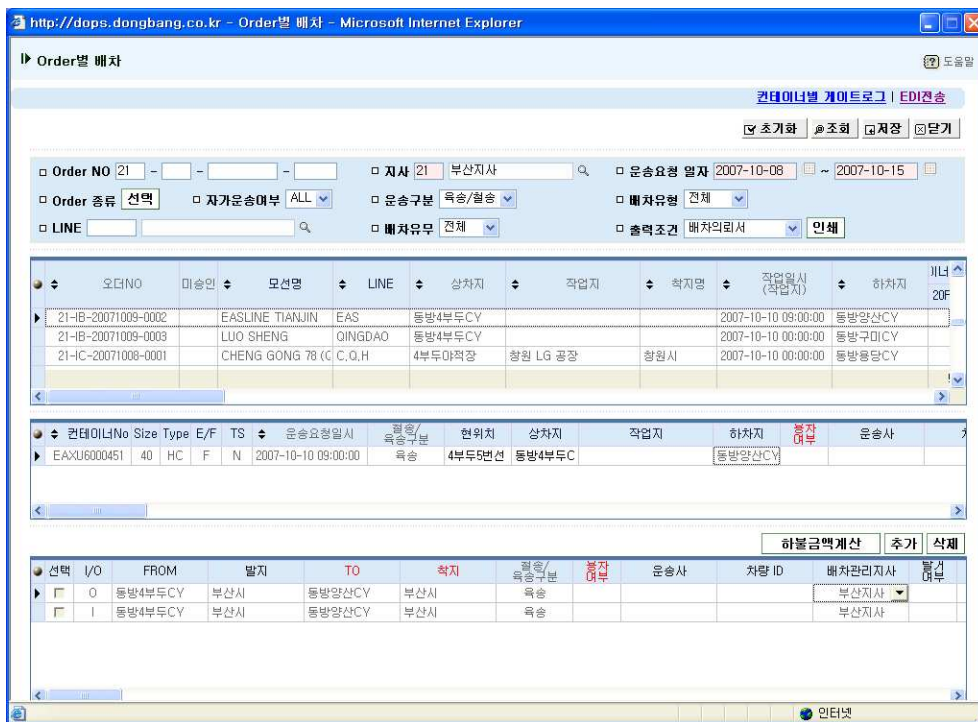 http://dops.dongbang.co.kr - Order별 배차 - Microsoft Internet Explorer
Order별 배차 도움말
컨테이너별 게이트로그 | EDI전송
초기화 조회 저장 닫기
Order NO 21 - - - 지사 21 부산지사 운송요청 일자 2007-10-08 ~ 2007-10-15
Order 종류 선택 자가운송여부 ALL 운송구분 육송/철송 배차유형 전체
LINE 배차유무 전체 출력조건 배차의뢰서 인쇄
오더NO 미승인 모선명 LINE 상차지 작업지 착지명 작업일시 (작업지) 하차지 20F
21-IB-20071009-0002 EASLINE TIANJIN EAS 동방4부두CY 2007-10-10 09:00:00 동방양산CY
21-IB-20071009-0003 LUO SHENG QINGDAO 동방4부두CY 2007-10-10 00:00:00 동방구미CY
21-IC-20071008-0001 CHENG GONG 78 (C C,Q,H 4부두야적장 창원 LG 공장 창원시 2007-10-10 00:00:00 동방용당CY
컨테이너No Size Type E/F TS 운송요청일시 철송/육송구분 현위치 상차지 작업지 하차지 용차여부 운송사
EAXU6000451 40 HC F N 2007-10-10 09:00:00 육송 4부두5번선 동방4부두C 동방양산CY
하불금액계산 추가 삭제
선택 I/O FROM 발지 TO 착지 철송/육송구분 용차여부 운송사 차량 ID 배차관리지사
O 동방4부두CY 부산시 동방양산CY 부산시 육송 부산지사
I 동방4부두CY 부산시 동방양산CY 부산시 육송 부산지사
인터넷